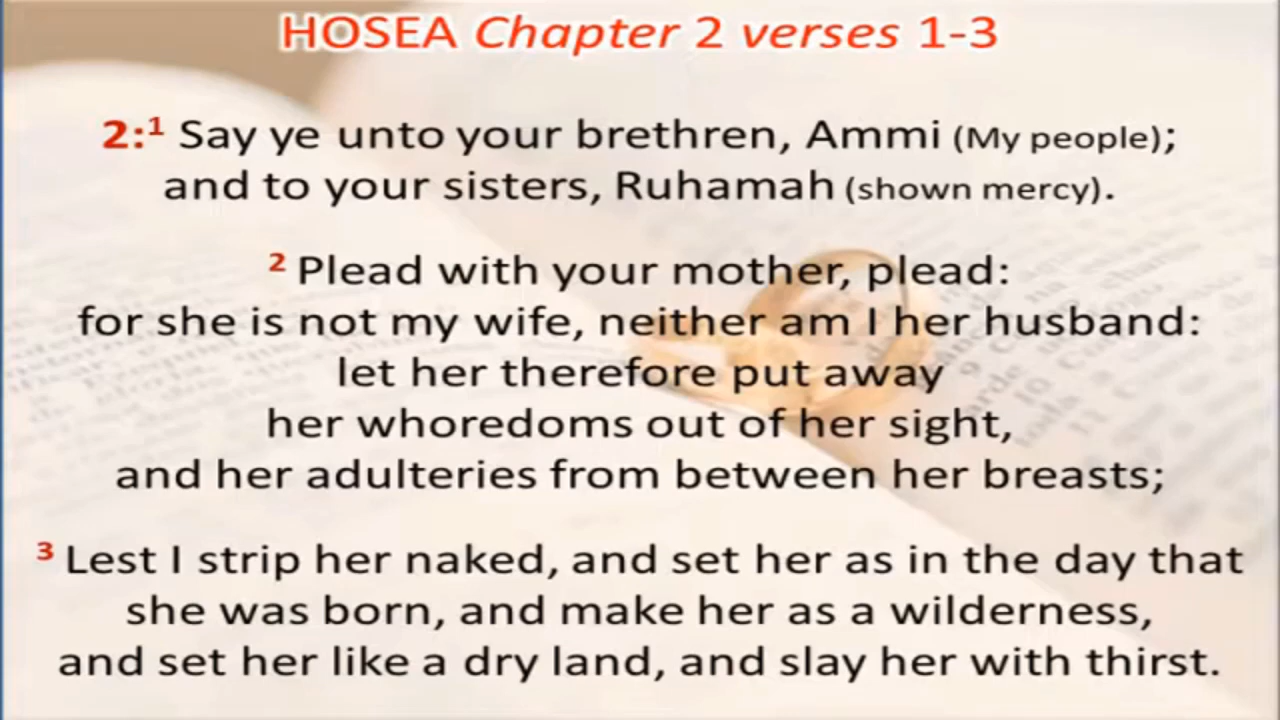 HOSEA Chapter 2 verses 1-3
2:1 Say ye unto your brethren, Ammi (My people);
and to your sisters, Ruhamah (shown mercy).
2 Plead with your mother, plead:
for she is not my wife, neither am I her husband:
let her therefore put away
her whoredoms out of her sight,
and her adulteries from between her breasts;
3 Lest I strip her naked, and set her as in the day that
she was born, and make her as a wilderness,
and set her like a dry land, and slay her with thirst.